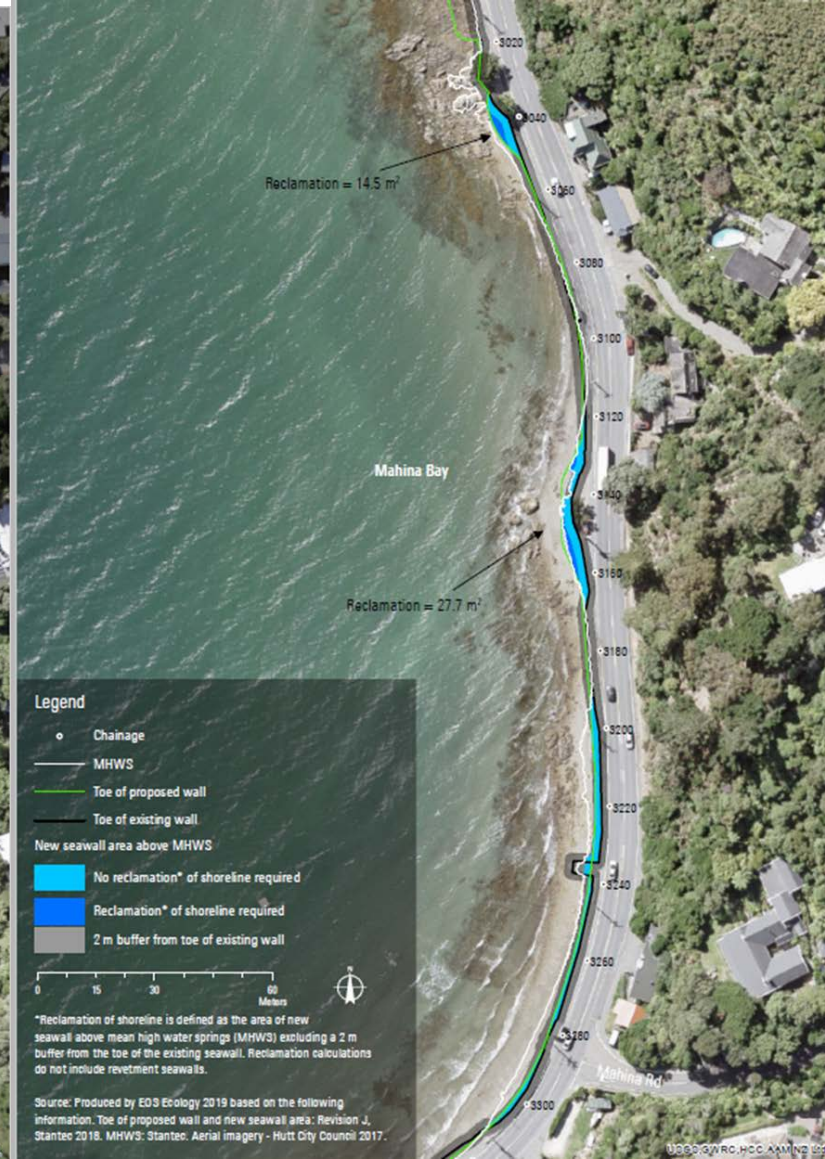 3020
3040
Reclamation = 14.5 m²
3060
3080
3100
3120
Mahina Bay
3140
3160
Reclamation = 27.7 m²
3180
Legend
Chainage
3200
MHWS
Toe of proposed wall
3220
Toe of existing wall
New seawall area above MHWS
No reclamation* of shoreline required
3240
Reclamation* of shoreline required
2 m buffer from toe of existing wall
3260
N
0 15 30 60
Meters
*Reclamation of shoreline is defined as the area of new
seawall above mean high water springs (MHWS) excluding a 2 m
buffer from the toe of the existing seawall. Reclamation calculations
do not include revetment seawalls.
3280
Mahina Rd
Source: Produced by EOS Ecology 2019 based on the following
information. Toe of proposed wall and new seawall area: Revision J,
Stantec 2018. MHWS: Stantec. Aerial imagery - Hutt City Council 2017.
3300